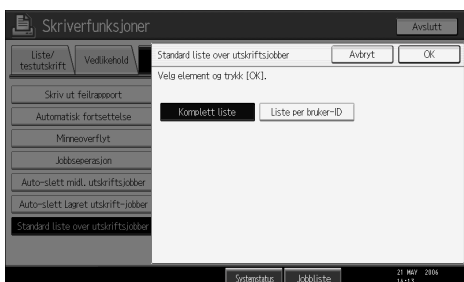 Skriverfunksjoner
Avslutt
Liste/
testutskrift
Vedlikehold
Standard liste over utskriftsjobber
Avbryt
OK
Velg element og trykk [OK].
Komplett liste
Liste per bruker-ID
Skriv ut feilrapport
Automatisk fortsettelse
Minneoverflyt
Jobbseperasjon
Auto-slett midl. utskriftsjobber
Auto-slett Lagret utskrift-jobber
Standard liste over utskriftsjobber
Systemstatus
Jobbliste
21 MAY 2006
14:13